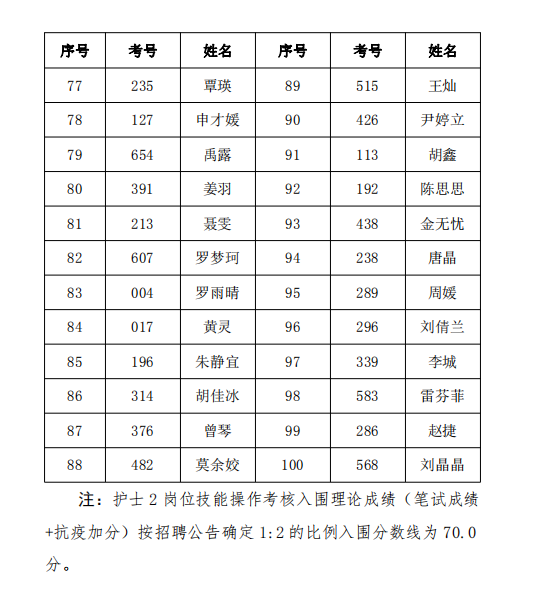 序号 考号 姓名 序号 考号 姓名
77 235 覃瑛 89 515 王灿
78 127 申才媛 90 426 尹婷立
79 654 禹露 91 113 胡鑫
80 391 姜羽 92 192 陈思思
81 213 聂雯 93 438 金无忧
82 607 罗梦珂 94 238 唐晶
83 004 罗雨晴 95 289 周媛
84 017 黄灵 96 296 刘倩兰
85 196 朱静宜 97 339 李城
86 314 胡佳冰 98 583 雷芬菲
87 376 曾琴 99 286 赵捷
88 482 莫余姣 100 568 刘晶晶
注：护士2岗位技能操作考核入围理论成绩（笔试成绩
+抗疫加分）按招聘公告确定1:2的比例入围分数线为70.0
分。